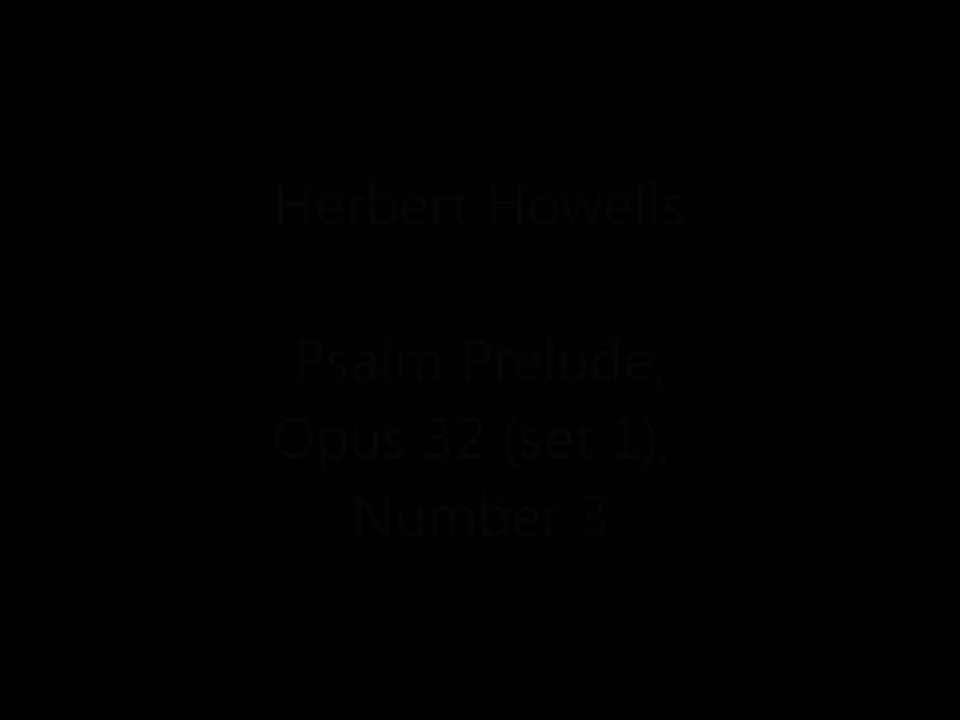 Herbert Howells
Psalm Prelude,
Opus 32 (set 1),
Number 3